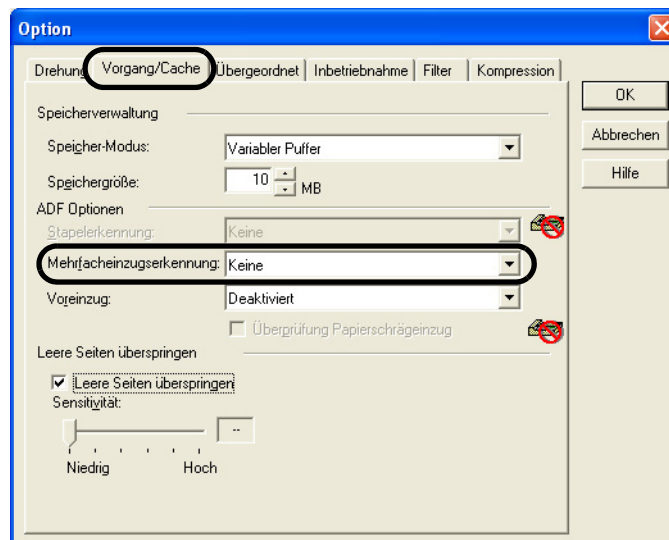 Option
Drehung Vorgang/Cache Übergeordnet Inbetriebnahme Filter Kompression
OK
Abbrechen
Hilfe
Speicherverwaltung
Speicher-Modus: Variabler Puffer
Speichergröße: 10 MB
ADF Optionen
Stapelerkennung: Keine
Mehrfacheinzugserkennung: Keine
Voreinzug: Deaktiviert
Überprüfung Papierschrägeinzug
Leere Seiten überspringen
Leere Seiten überspringen
Sensitivität:
--
Niedrig Hoch